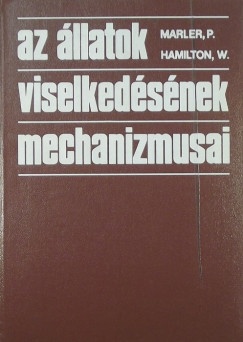 az állatok
MARLER, P.
HAMILTON, W.
viselkedésének
mechanizmusai